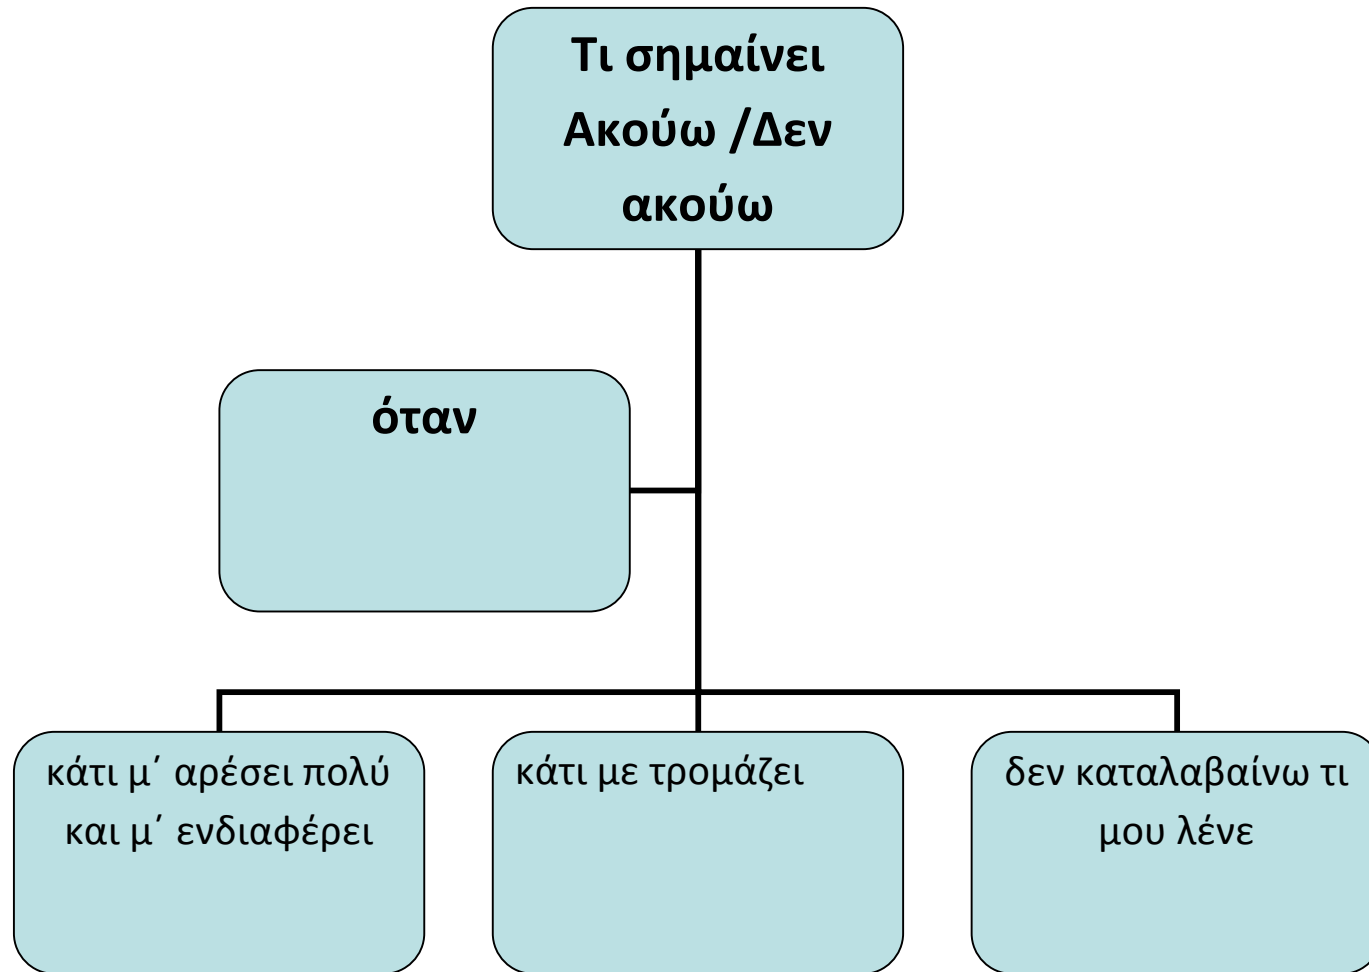 Τι σημαίνει
Ακούω /Δεν
ακούω
όταν
κάτι μ΄ αρέσει πολύ
και μ΄ ενδιαφέρει
κάτι με τρομάζει
δεν καταλαβαίνω τι
μου λένε